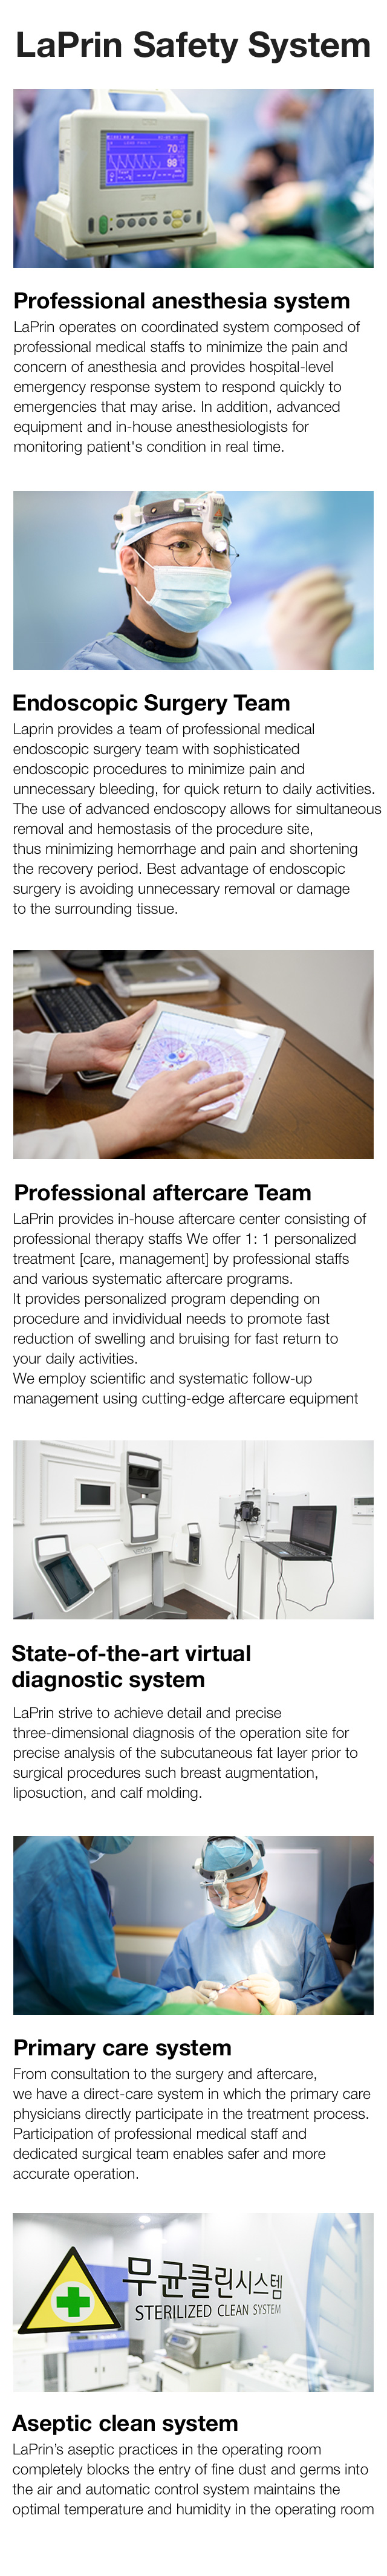 LaPrin Safety System
70
98
Professional anesthesia system
LaPrin operates on coordinated system composed of
professional medical staffs to minimize the pain and
concern of anesthesia and provides hospital-level
emergency response system to respond quickly to
emergencies that may arise. In addition, advanced
equipment and in-house anesthesiologists for
monitoring patient's condition in real time.
Endoscopic Surgery Team
Laprin provides a team of professional medical
endoscopic surgery team with sophisticated
endoscopic procedures to minimize pain and
unnecessary bleeding, for quick return to daily activities.
The use of advanced endoscopy allows for simultaneous
removal and hemostasis of the procedure site,
thus minimizing hemorrhage and pain and shortening
the recovery period. Best advantage of endoscopic
surgery is avoiding unnecessary removal or damage
to the surrounding tissue.
Professional aftercare Team
LaPrin provides in-house aftercare center consisting of
professional therapy staffs We offer 1: 1 personalized
treatment [care, management] by professional staffs
and various systematic aftercare programs.
It provides personalized program depending on
procedure and invidividual needs to promote fast
reduction of swelling and bruising for fast return to
your daily activities.
We employ scientific and systematic follow-up
management using cutting-edge aftercare equipment
State-of-the-art virtual
diagnostic system
LaPrin strive to achieve detail and precise
three-dimensional diagnosis of the operation site for
precise analysis of the subcutaneous fat layer prior to
surgical procedures such breast augmentation,
liposuction, and calf molding.
Primary care system
From consultation to the surgery and aftercare,
we have a direct-care system in which the primary care
physicians directly participate in the treatment process.
Participation of professional medical staff and
dedicated surgical team enables safer and more
accurate operation.
무균클린시스템
STERILIZED CLEAN SYSTEM
Aseptic clean system
LaPrin’s aseptic practices in the operating room
completely blocks the entry of fine dust and germs into
the air and automatic control system maintains the
optimal temperature and humidity in the operating room